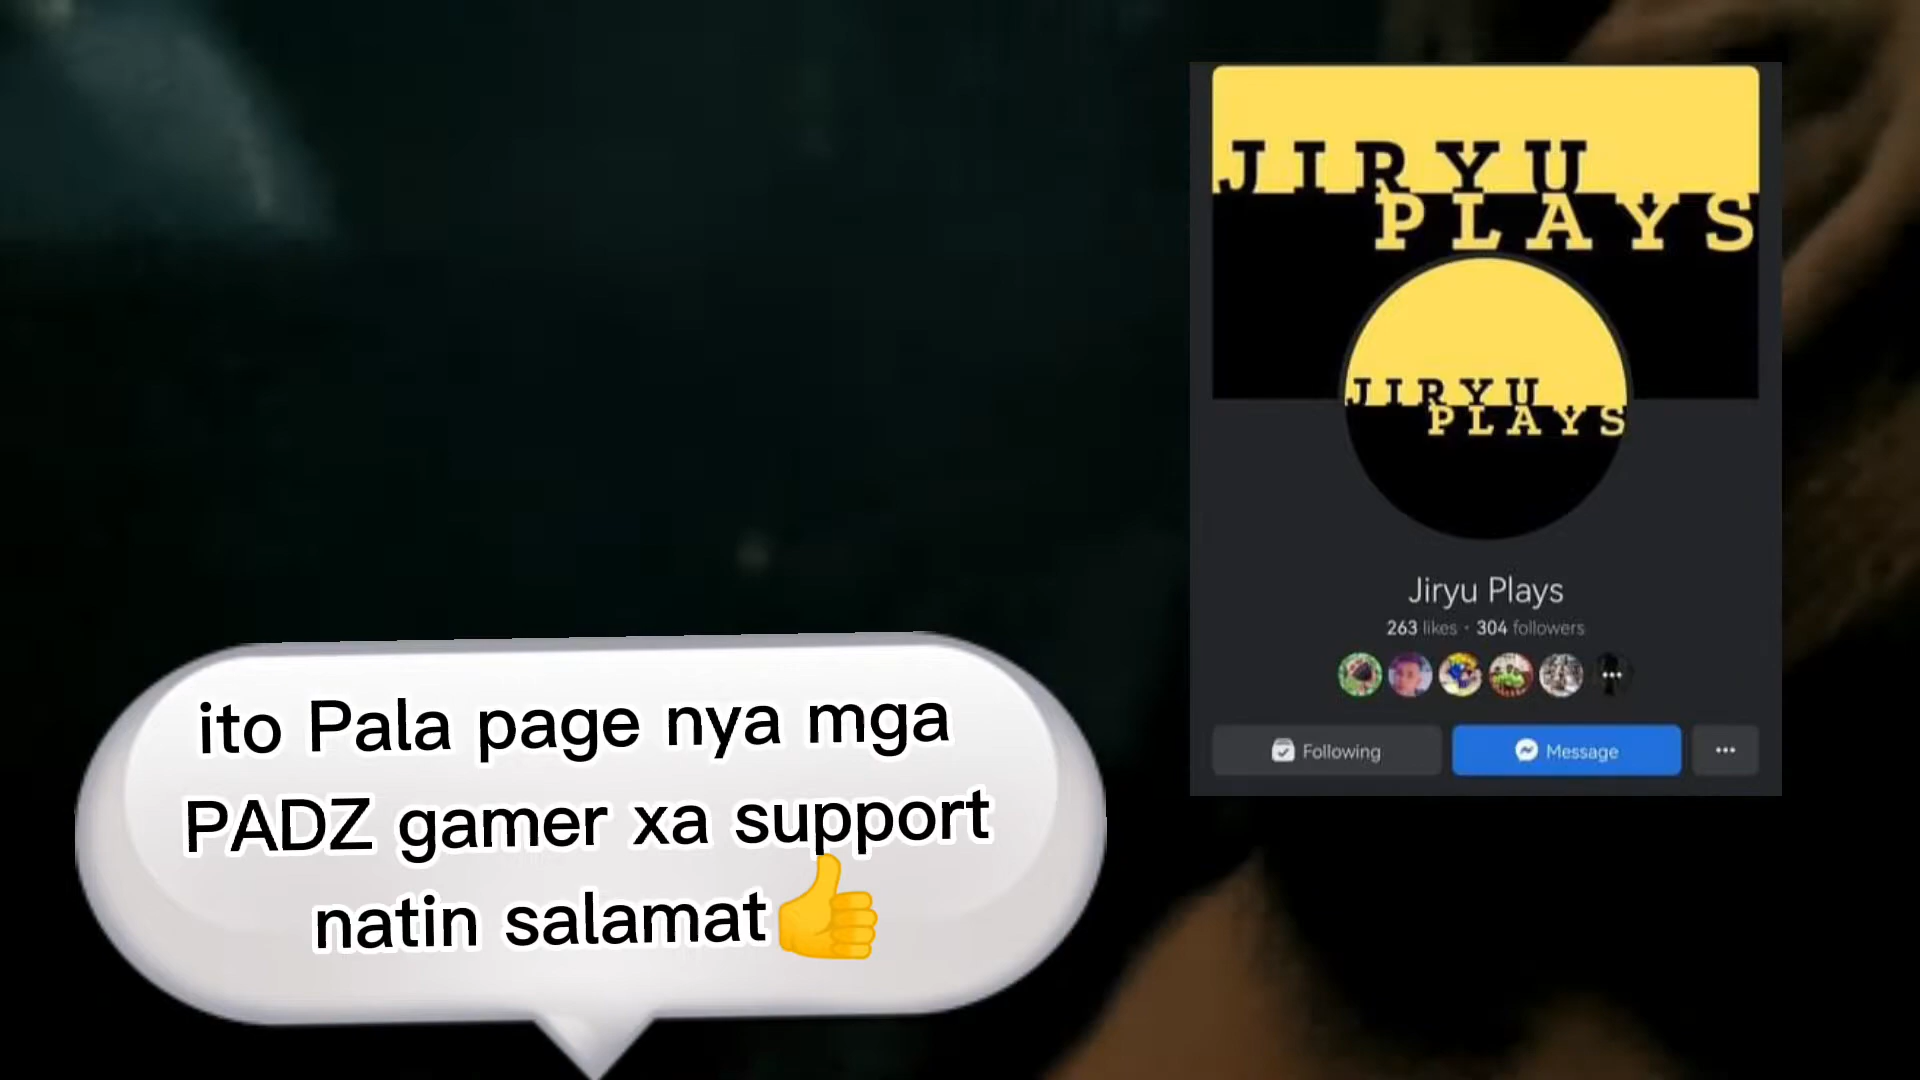 JIRYU
PLAYS
JIRYU
PLAYS
Jiryu Plays
263 likes · 304 followers
Following
Message
ito Pala page nya mga
PADZ gamer xa support
natin salamat👍